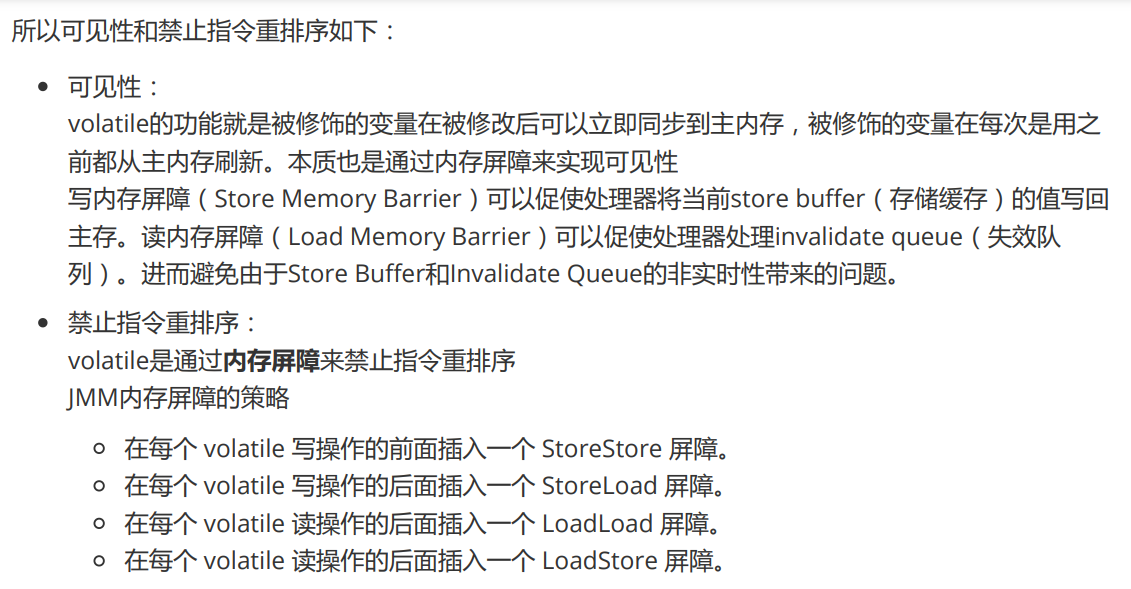 所以可见性和禁止指令重排序如下：
可见性：
volatile的功能就是被修饰的变量在被修改后可以立即同步到主内存，被修饰的变量在每次是用之
前都从主内存刷新。本质也是通过内存屏障来实现可见性
写内存屏障（Store Memory Barrier）可以促使处理器将当前store buffer（存储缓存）的值写回
主存。读内存屏障（Load Memory Barrier）可以促使处理器处理invalidate queue（失效队
列）。进而避免由于Store Buffer和Invalidate Queue的非实时性带来的问题。
禁止指令重排序：
volatile是通过内存屏障来禁止指令重排序
JMM内存屏障的策略
在每个 volatile 写操作的前面插入一个 StoreStore 屏障。
在每个 volatile 写操作的后面插入一个 StoreLoad 屏障。
在每个 volatile 读操作的后面插入一个 LoadLoad 屏障。
在每个 volatile 读操作的后面插入一个 LoadStore 屏障。